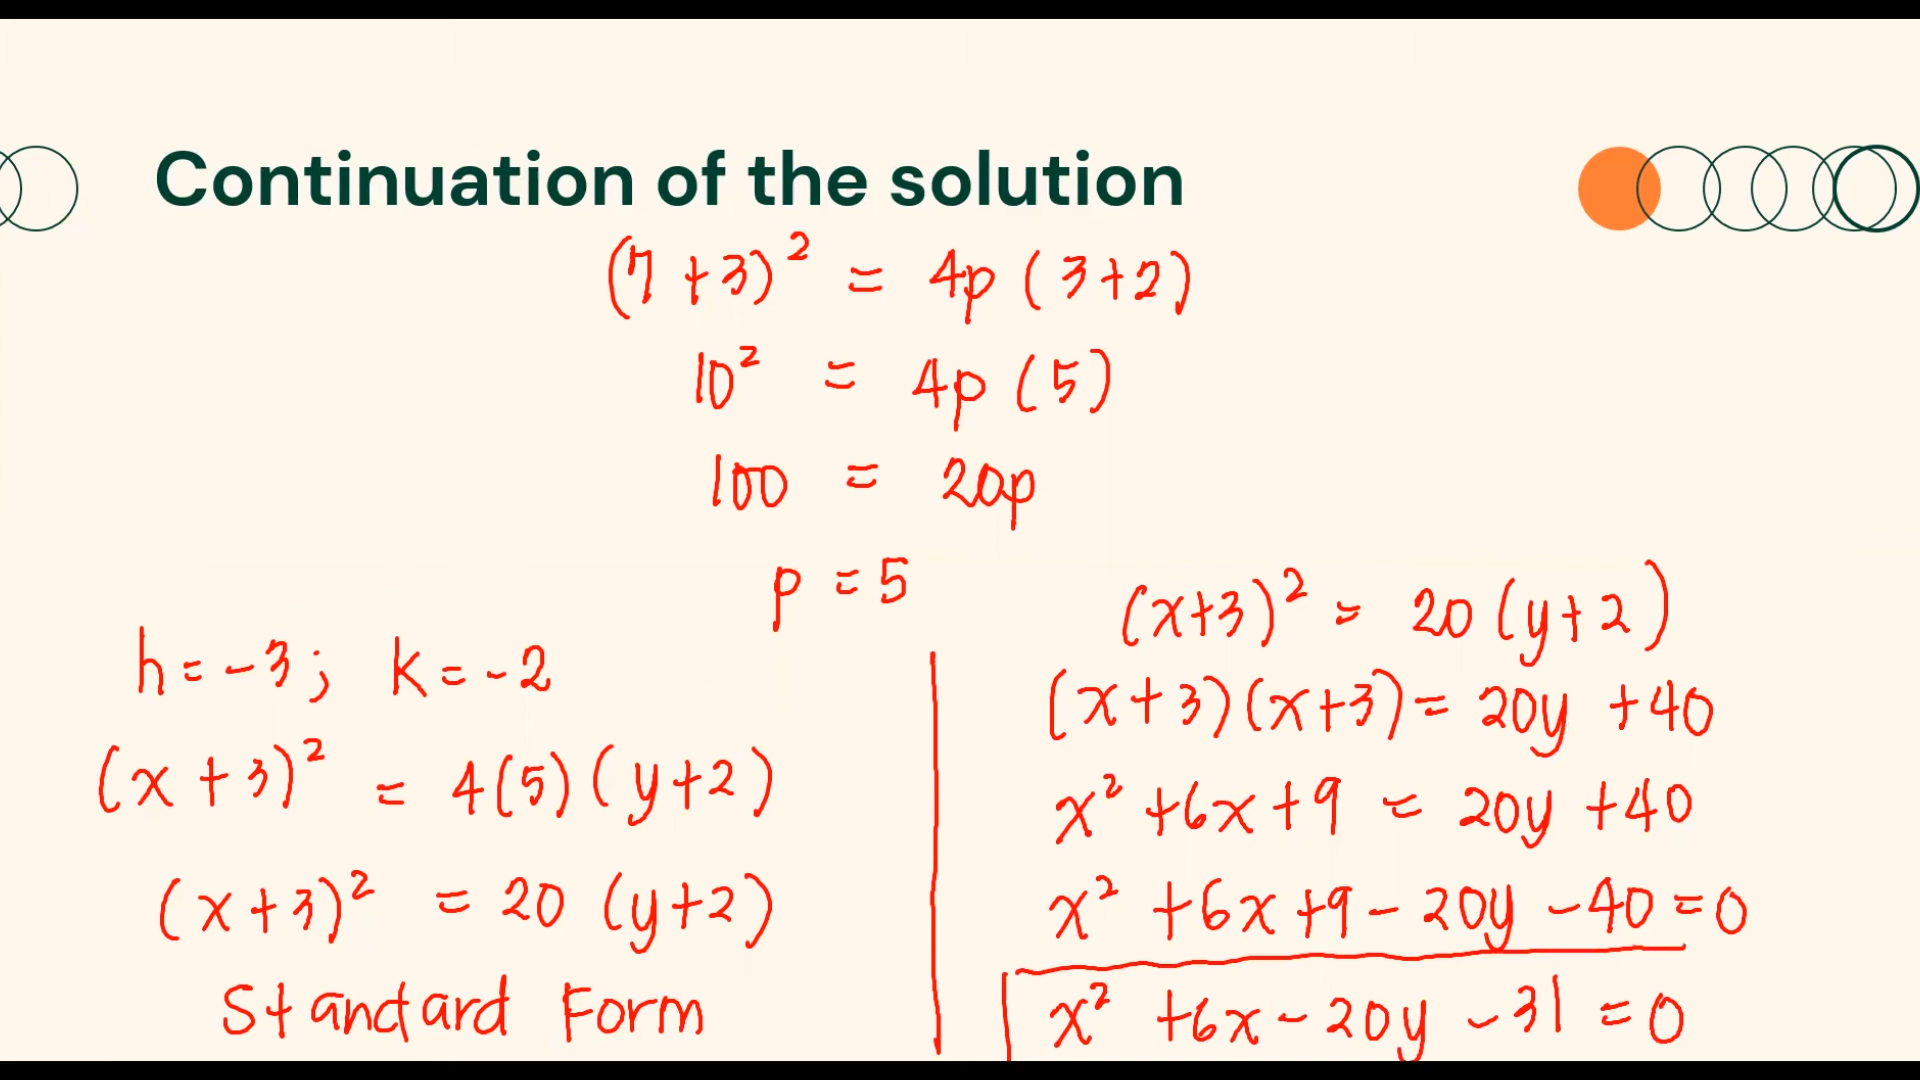 Continuation of the solution
(7 +3)² = 4p (3+2)
10² = 4p (5)
100 = 20p
p = 5
h = -3; k = -2
(x +3)² = 4(5)(y+2)
(x+3)² = 20 (y+2)
Standard Form
(x+3)² = 20 (y+2)
(x+3)(x+3) = 20y +40
x² +6x+9 = 20y +40
x² +6x+9 - 20y -40 = 0
x² +6x - 20y -31 = 0